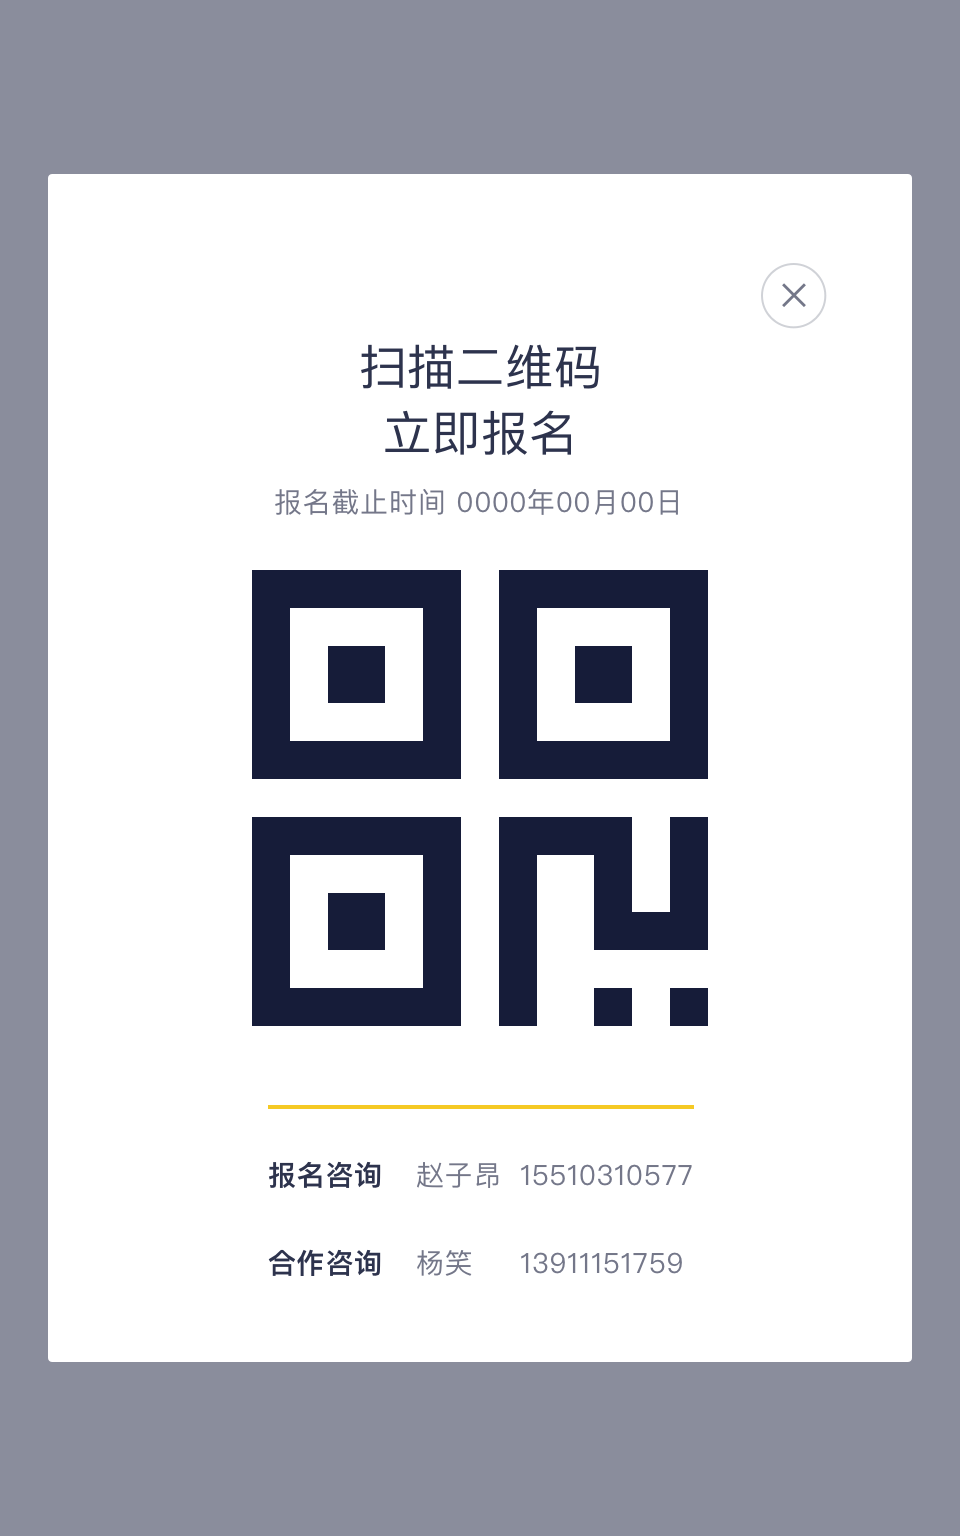 扫描二维码
立即报名
报名截止时间 0000年00月00日
报名咨询 赵子昂 15510310577
合作咨询 杨笑 13911151759